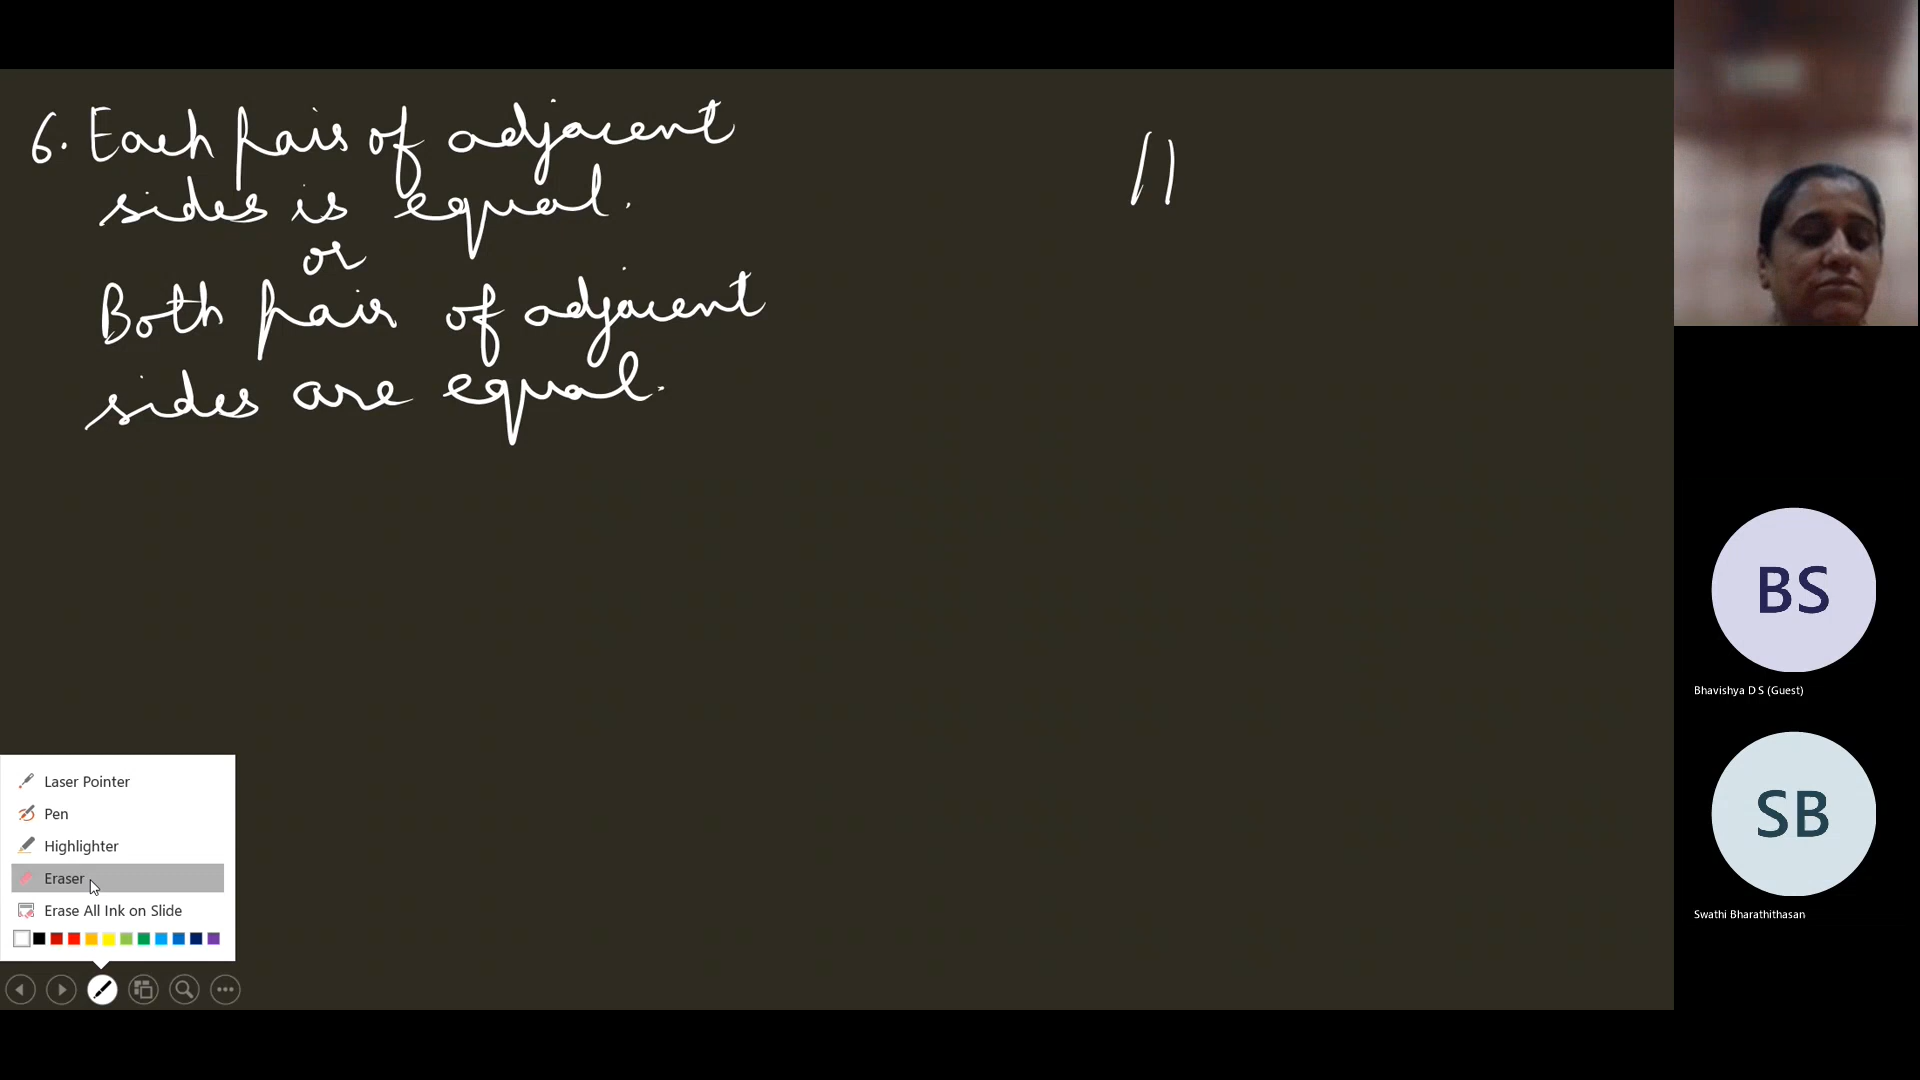 6. Each pair of adjacent
sides is equal.
or
Both pair of adjacent
sides are equal.
11
Laser Pointer
Pen
Highlighter
Eraser
Erase All Ink on Slide
BS
Bhavishya D S (Guest)
SB
Swathi Bharathithasan